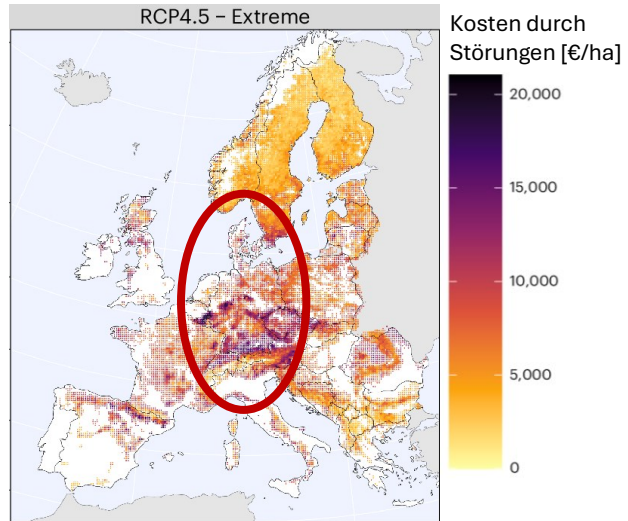 RCP4.5 – Extreme
Kosten durch
Störungen [€/ha]
20,000
15,000
10,000
5,000
0